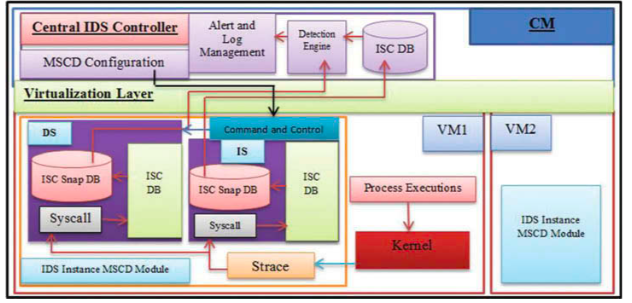 Central IDS Controller
Alert and
Log
Management
Detection
Engine
ISC DB
CM
MSCD Configuration
Virtualization Layer
DS
Command and Control
IS
VM1
VM2
ISC Snap DB
ISC
DB
ISC Snap DB
ISC
DB
Syscall
Syscall
Process Executions
Kernel
IDS Instance
MSCD Module
IDS Instance MSCD Module
Strace